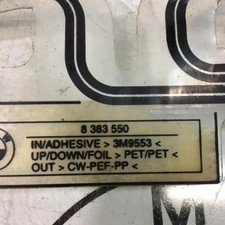 8 383 550
IN/ADHESIVE > 3M9553 <
UP/DOWN/FOIL > PET/PET <
OUT > CW-PEF-PP <
M